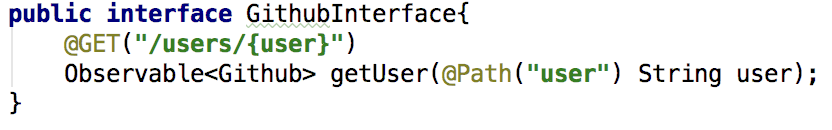 public interface GithubInterface{
    @GET("/users/{user}")
    Observable<Github> getUser(@Path("user") String user);
}